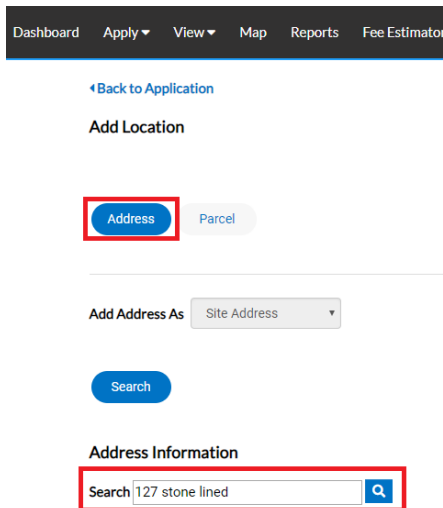 Dashboard Apply View Map Reports Fee Estimator
Back to Application
Add Location
Address Parcel
Add Address As Site Address
Search
Address Information
Search 127 stone lined